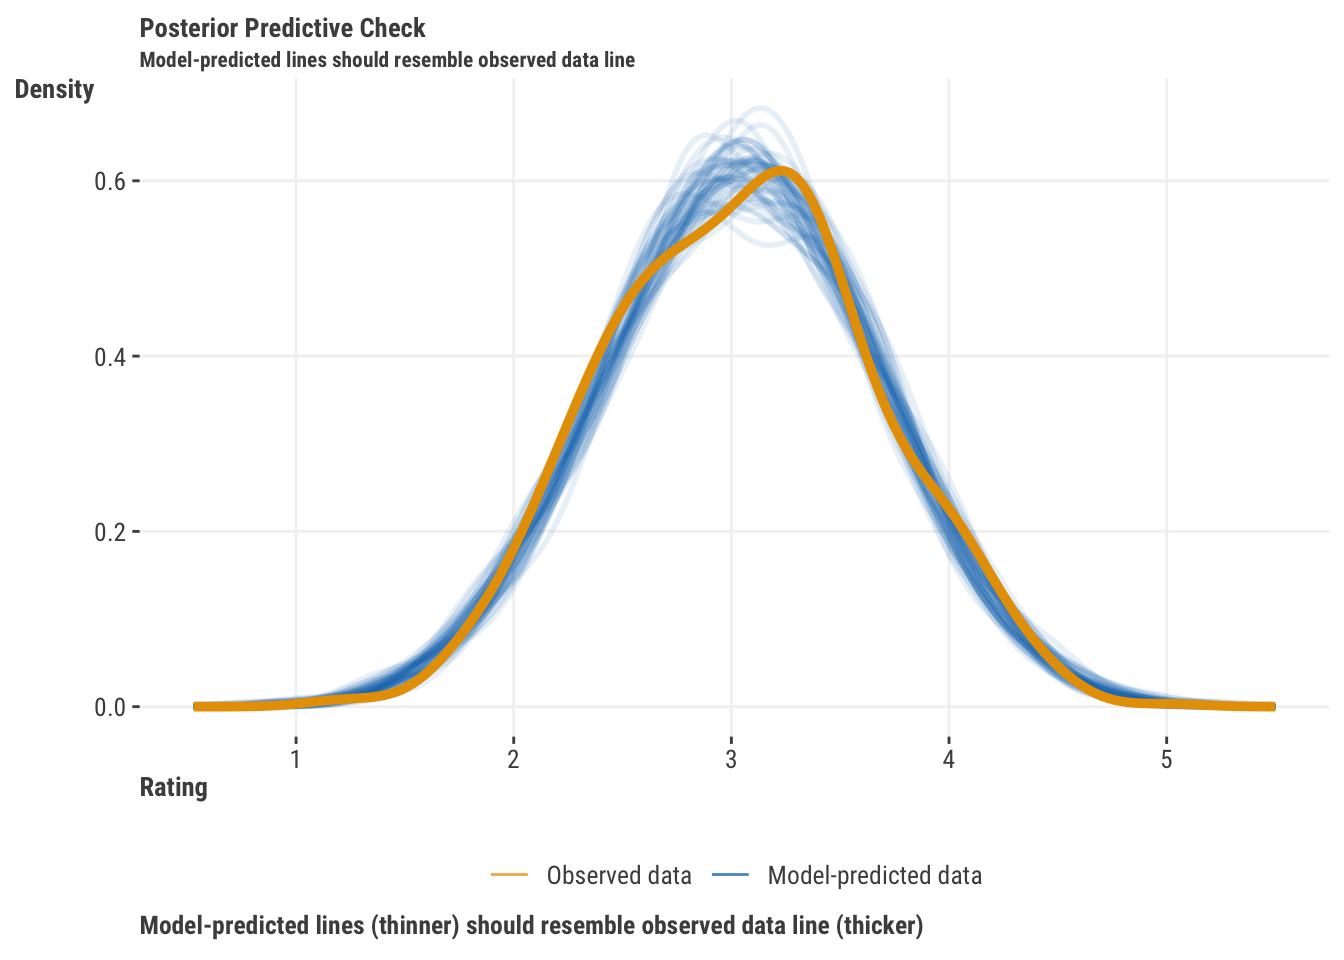 Posterior Predictive Check
Model-predicted lines should resemble observed data line
Density
0.6
0.4
0.2
0.0
1 2 3 4 5
Rating
Observed data Model-predicted data
Model-predicted lines (thinner) should resemble observed data line (thicker)